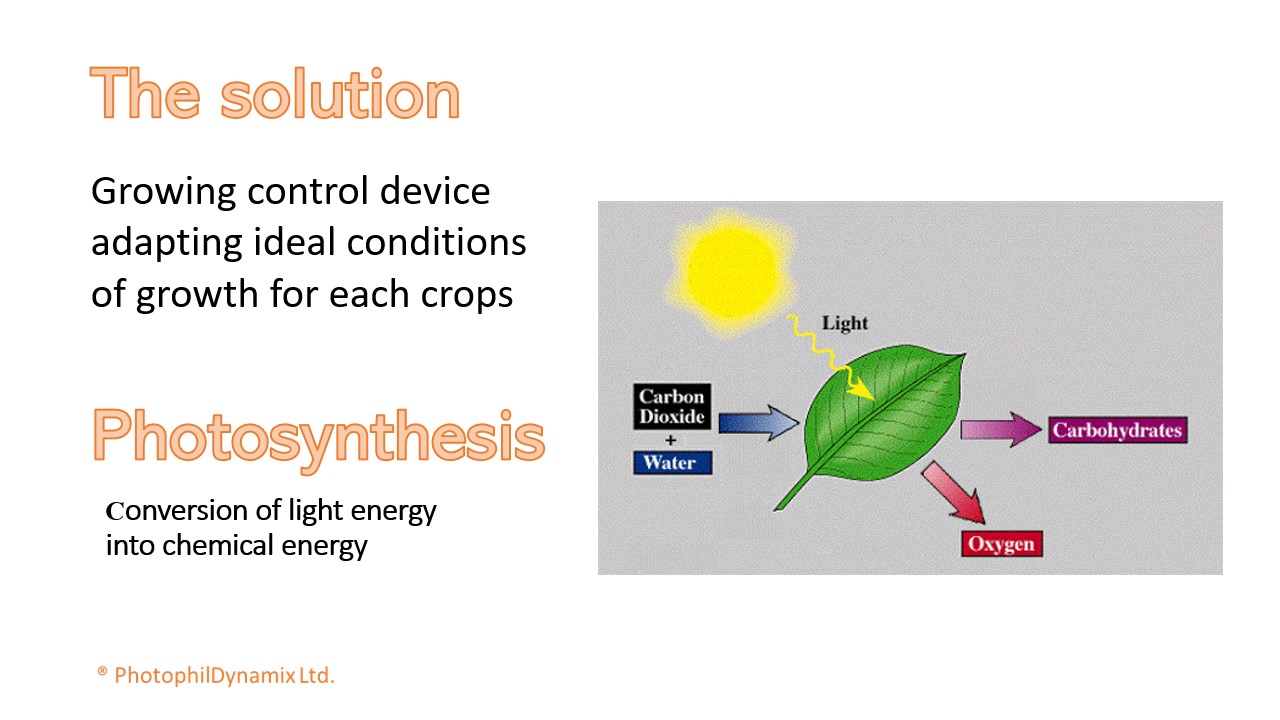 The solution
Growing control device
adapting ideal conditions
of growth for each crops
Photosynthesis
Conversion of light energy
into chemical energy
Light
Carbon
Dioxide
+
Water
Carbohydrates
Oxygen
® PhotophilDynamix Ltd.